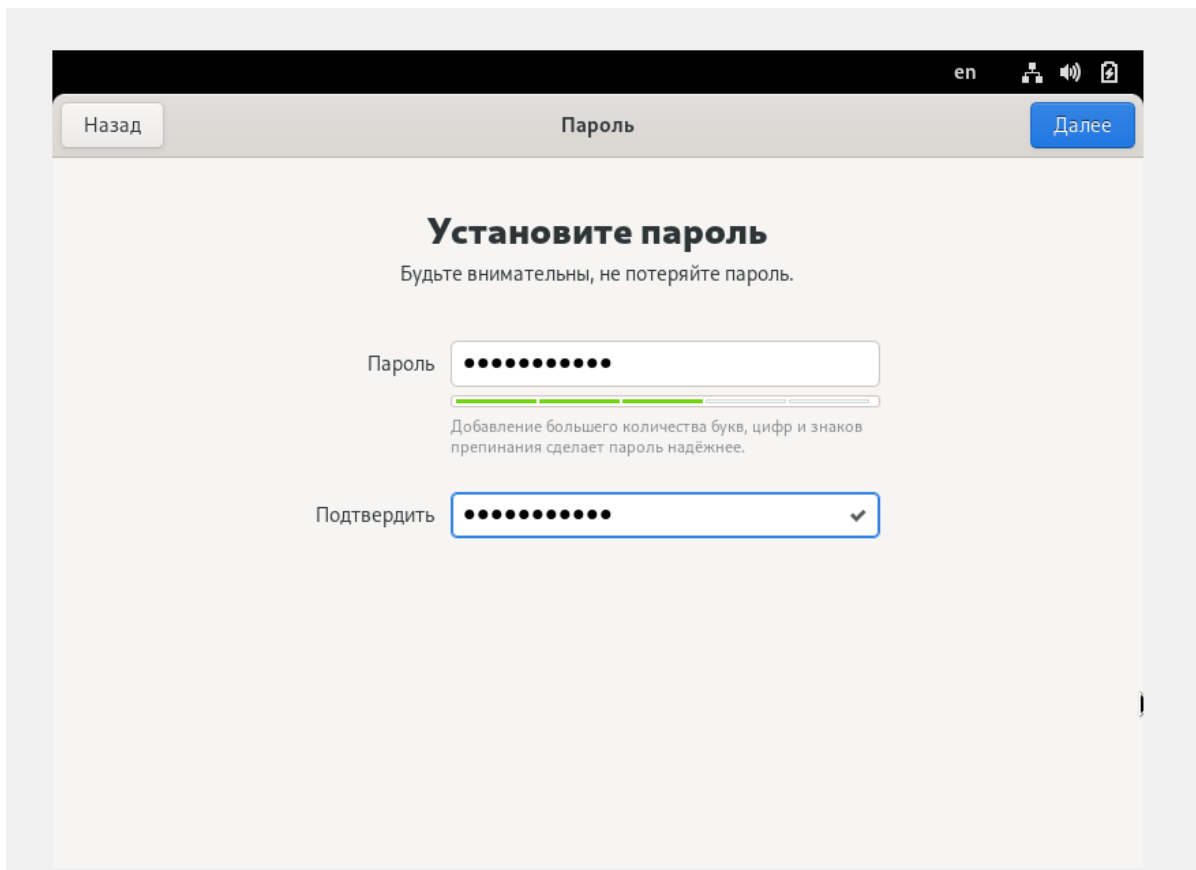 en
Назад
Пароль
Далее
Установите пароль
Будьте внимательны, не потеряйте пароль.
Пароль ●●●●●●●●●●●
Добавление большего количества букв, цифр и знаков
препинания сделает пароль надёжнее.
Подтвердить ●●●●●●●●●●●